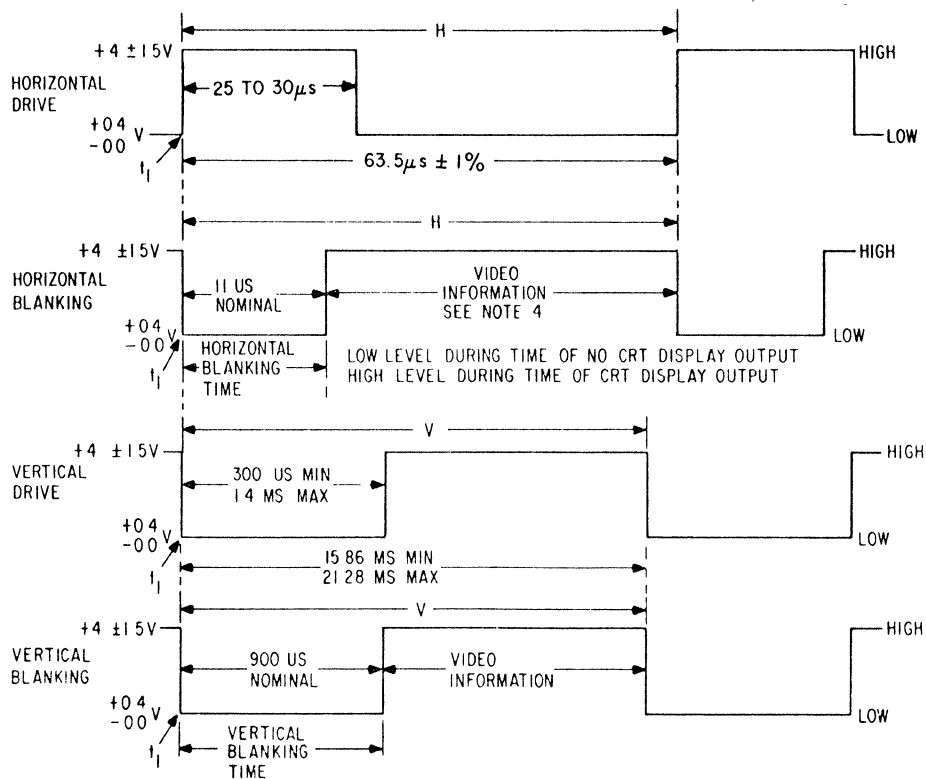 H
+4 ±15V
HIGH
HORIZONTAL
DRIVE
25 TO 30µs
+04
-00 V
LOW
t1
63.5µs ± 1%
H
+4 ±15V
HIGH
HORIZONTAL
BLANKING
11 US
NOMINAL
VIDEO
INFORMATION
SEE NOTE 4
+04
-00 V
LOW
t1
HORIZONTAL
BLANKING
TIME
LOW LEVEL DURING TIME OF NO CRT DISPLAY OUTPUT
HIGH LEVEL DURING TIME OF CRT DISPLAY OUTPUT
V
+4 ±15V
HIGH
VERTICAL
DRIVE
300 US MIN
14 MS MAX
+04
-00 V
LOW
t1
1586 MS MIN
2128 MS MAX
V
+4 ±15V
HIGH
VERTICAL
BLANKING
900 US
NOMINAL
VIDEO
INFORMATION
+04
-00 V
LOW
t1
VERTICAL
BLANKING
TIME